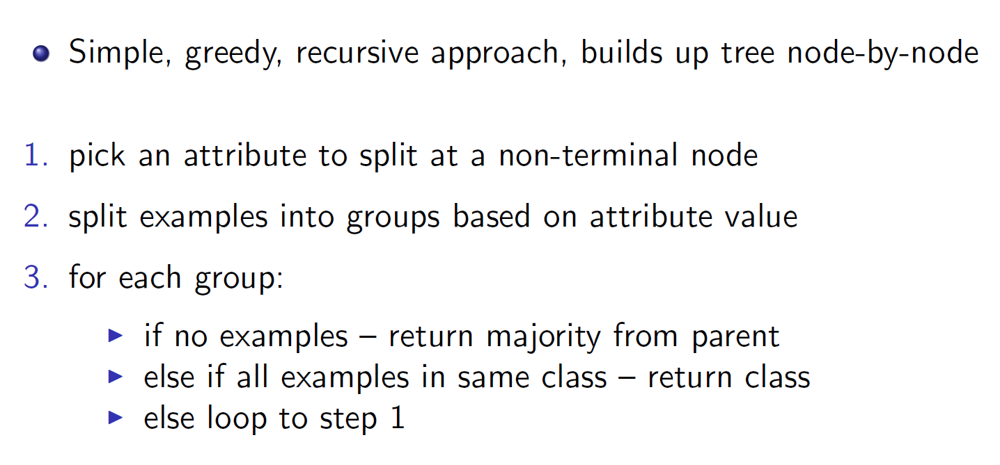 Simple, greedy, recursive approach, builds up tree node-by-node
1. pick an attribute to split at a non-terminal node
2. split examples into groups based on attribute value
3. for each group:
if no examples – return majority from parent
else if all examples in same class – return class
else loop to step 1